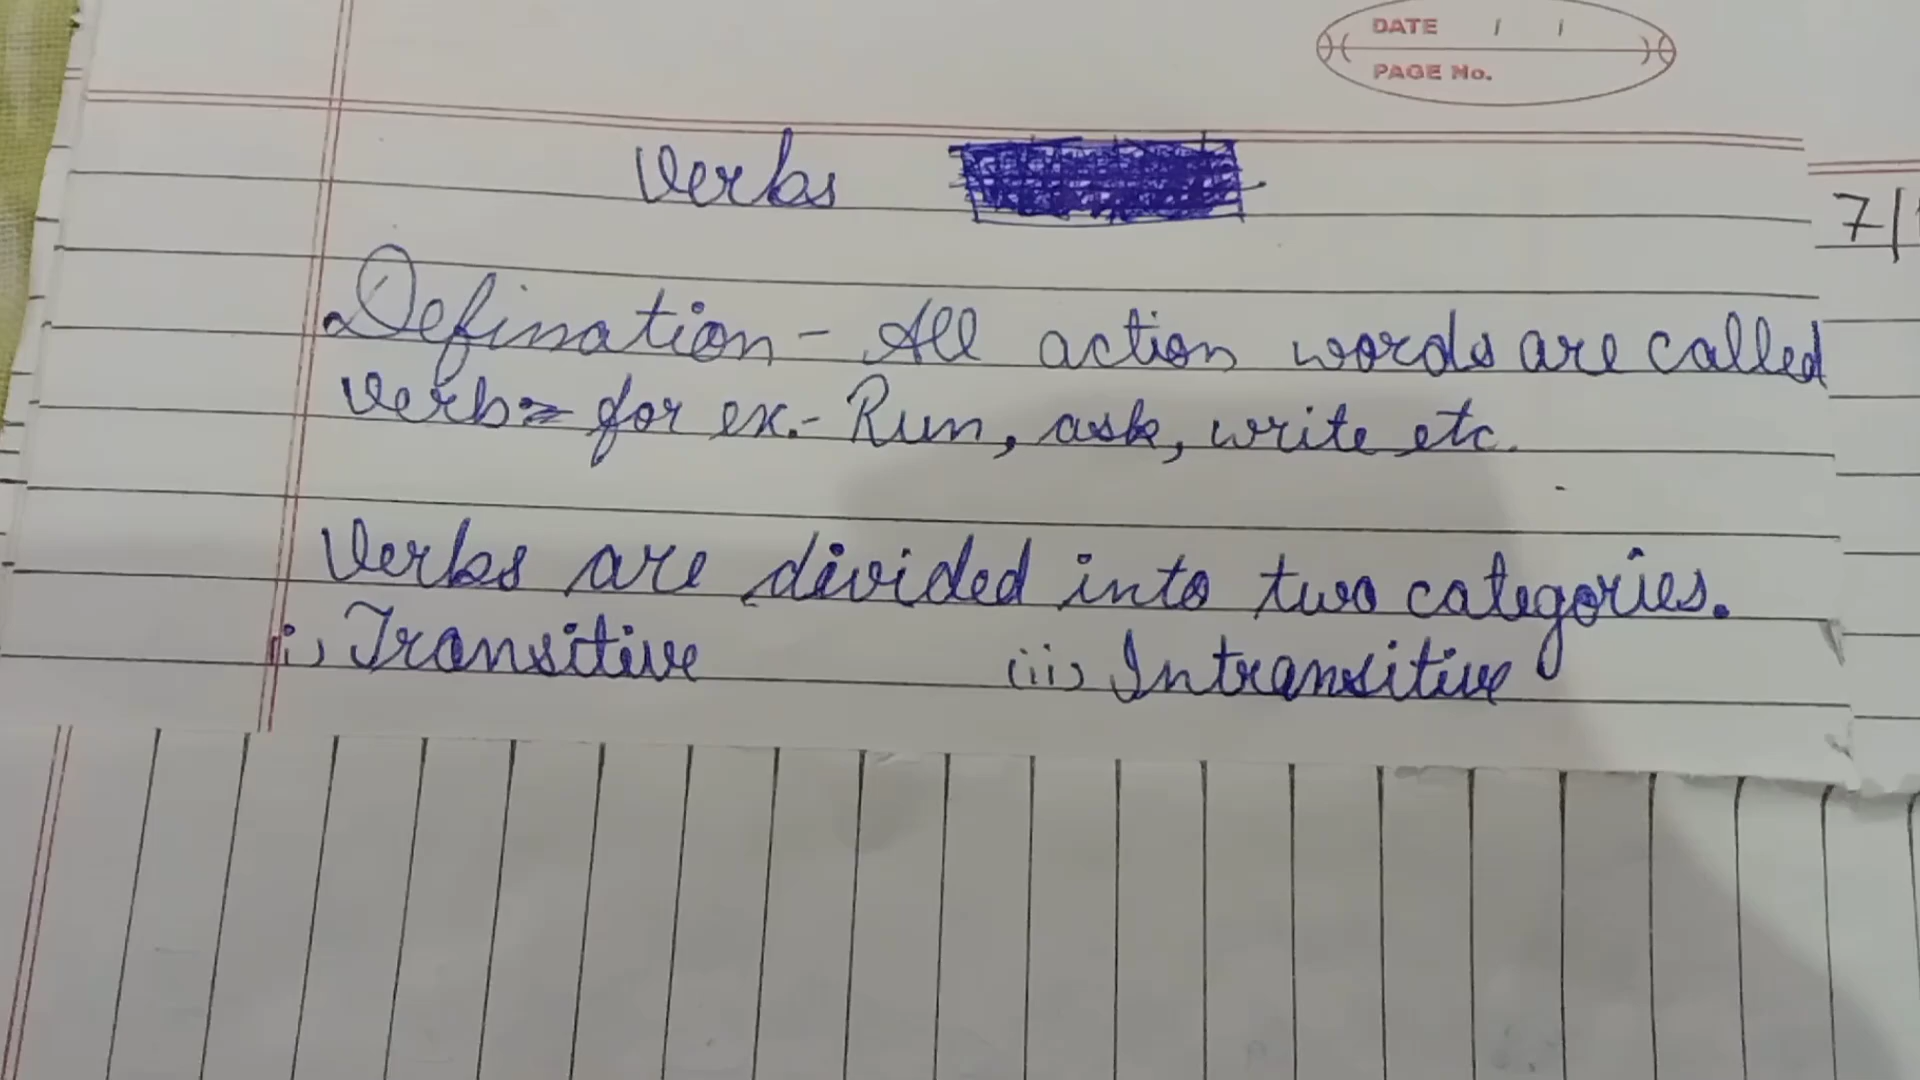 DATE / /
PAGE No.
Verbs
7/
Defination - All action words are called
verb= for ex.- Run, ask, write etc.
Verbs are divided into two categories.
i) Transitive (ii) Intransitive